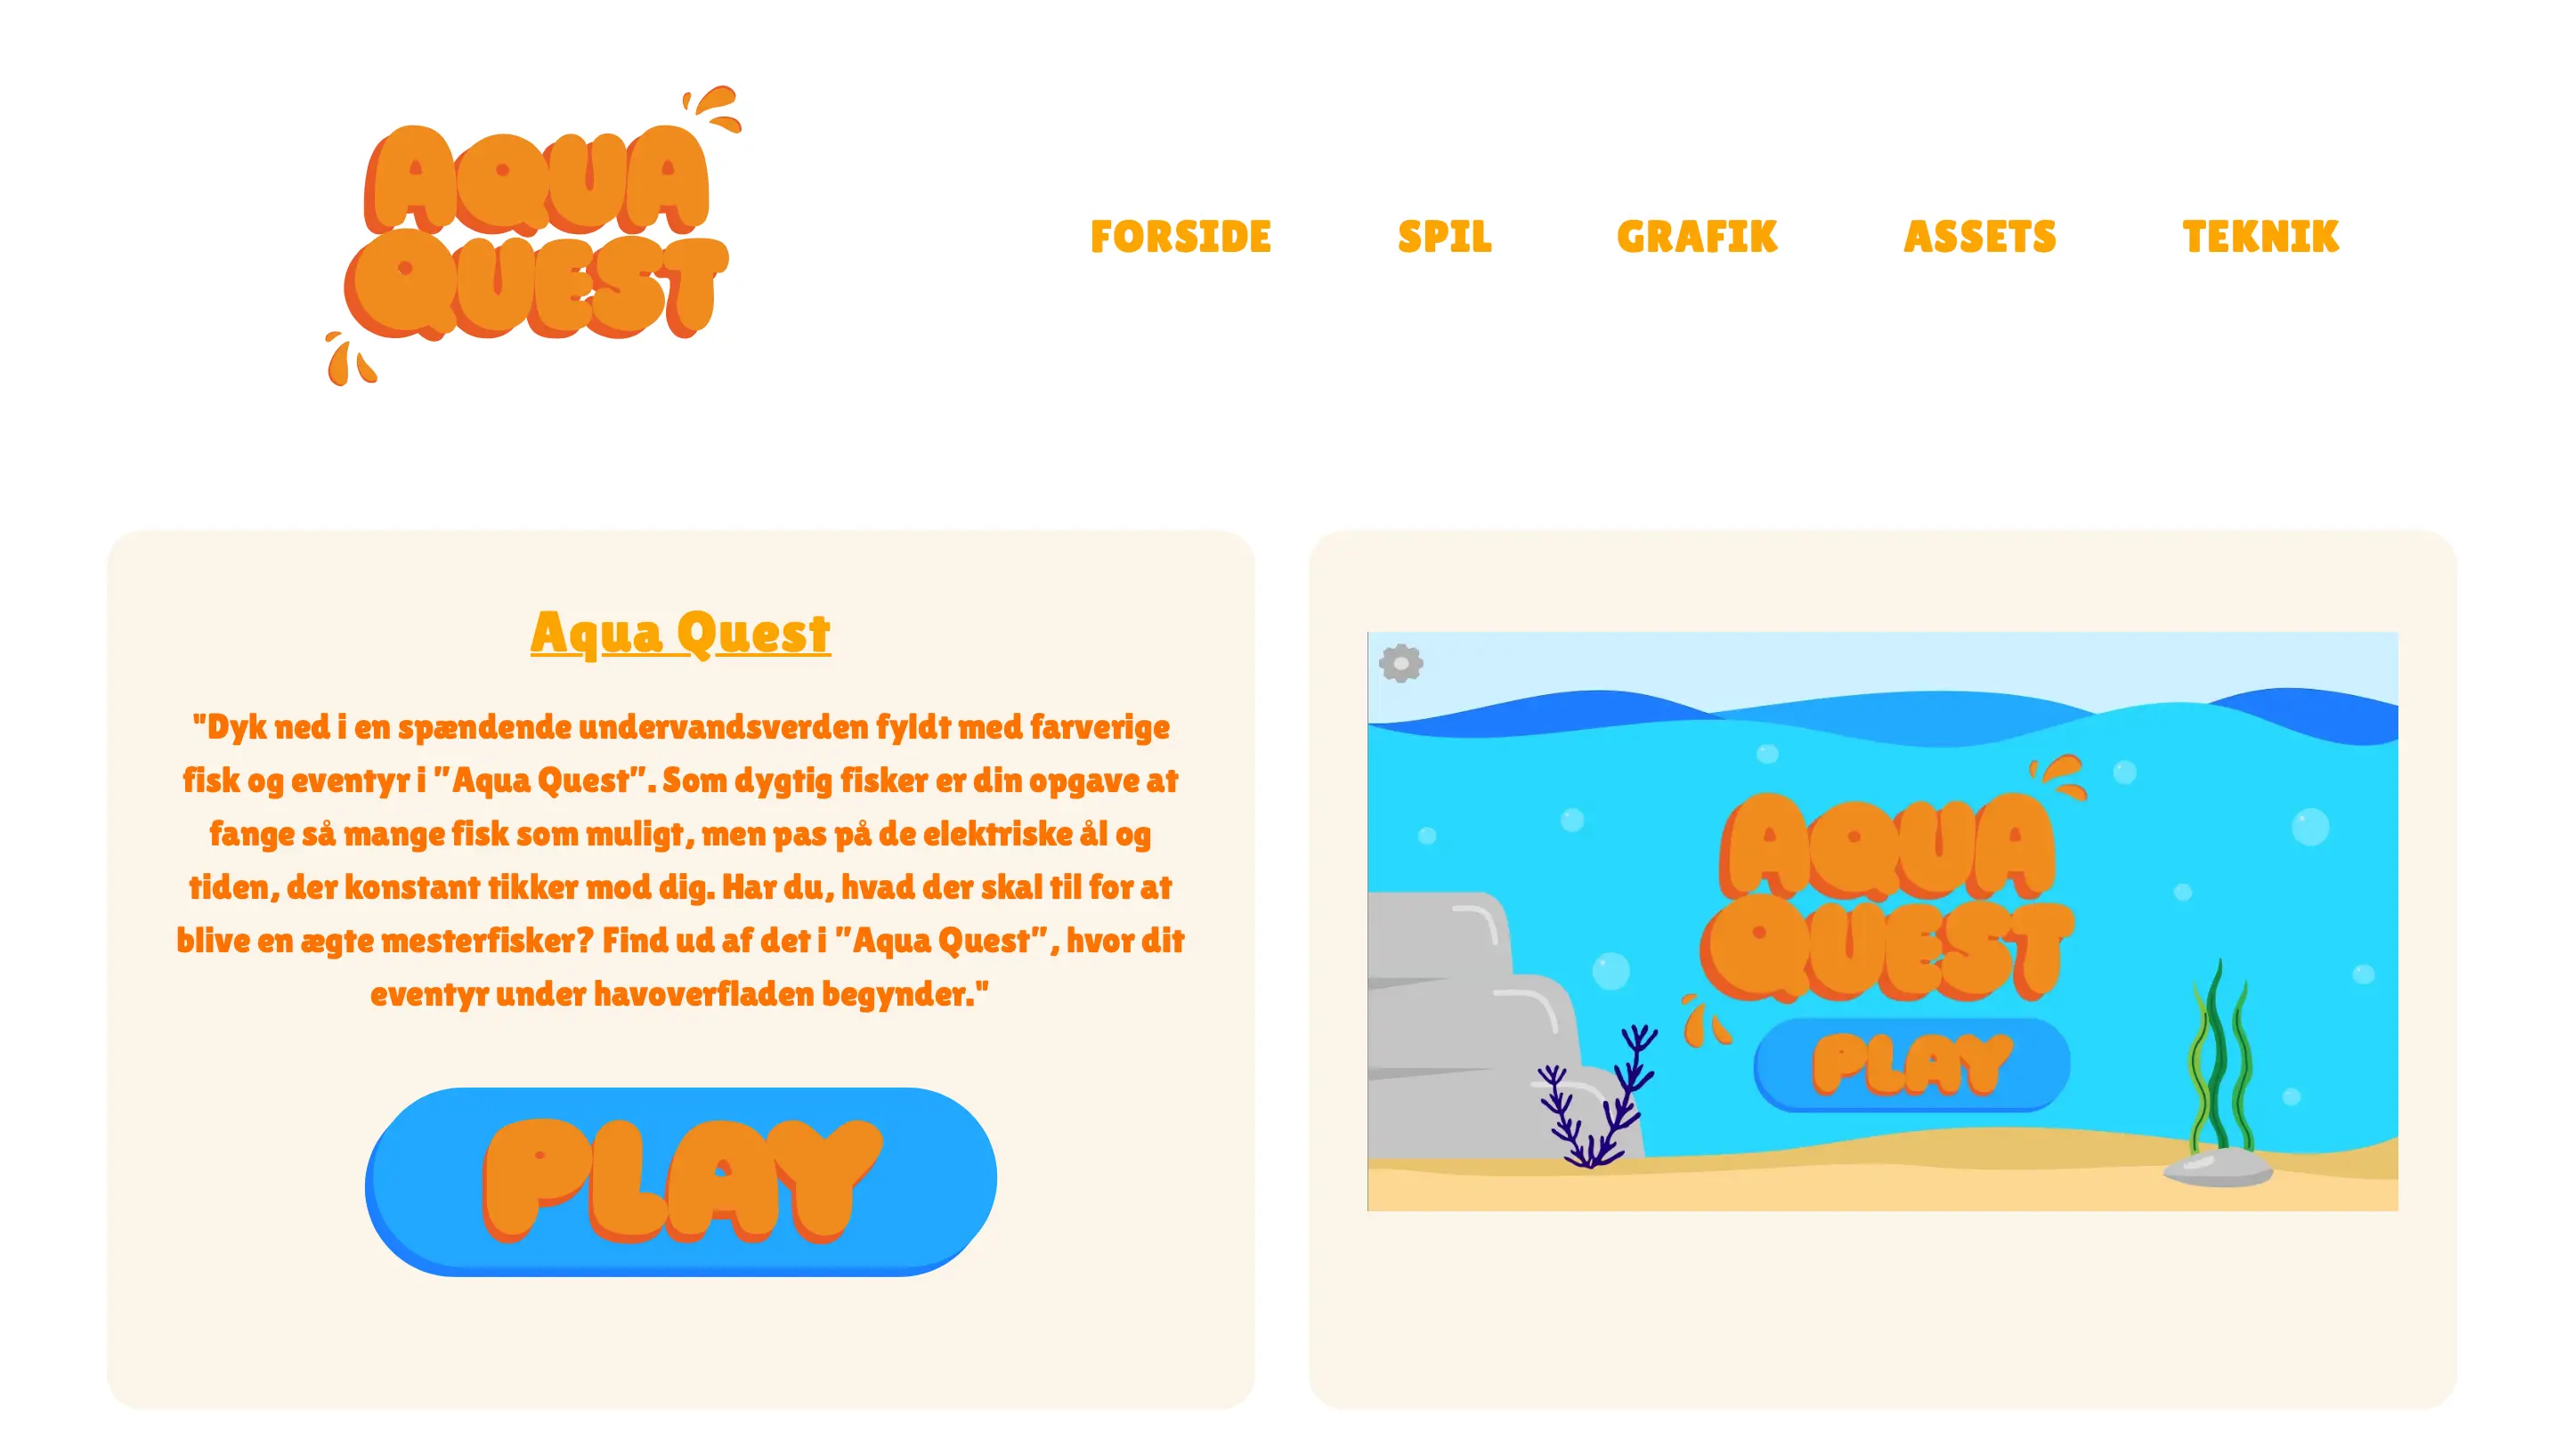 AQUA
QUEST
FORSIDE SPIL GRAFIK ASSETS TEKNIK
Aqua Quest
"Dyk ned i en spændende undervandsverden fyldt med farverige
fisk og eventyr i ”Aqua Quest”. Som dygtig fisker er din opgave at
fange så mange fisk som muligt, men pas på de elektriske ål og
tiden, der konstant tikker mod dig. Har du, hvad der skal til for at
blive en ægte mesterfisker? Find ud af det i ”Aqua Quest”, hvor dit
eventyr under havoverfladen begynder."
PLAY
AQUA
QUEST
PLAY